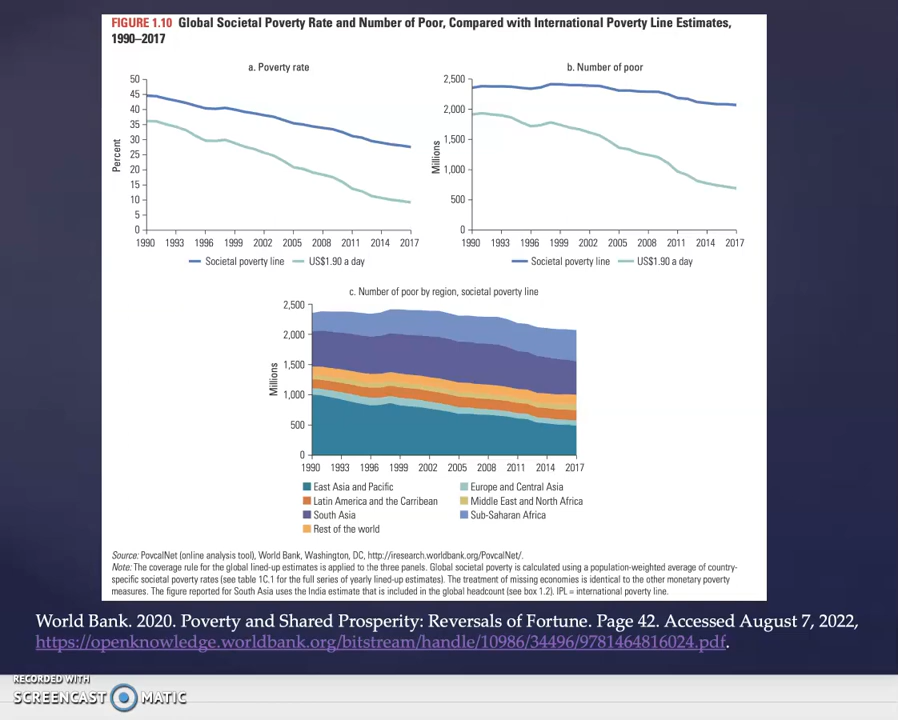 FIGURE 1.10 Global Societal Poverty Rate and Number of Poor, Compared with International Poverty Line Estimates,
1990–2017
a. Poverty rate
50
45
40
35
30
25
20
15
10
5
0
Percent
1990 1993 1996 1999 2002 2005 2008 2011 2014 2017
Societal poverty line US$1.90 a day
b. Number of poor
2,500
2,000
1,500
1,000
500
0
Millions
1990 1993 1996 1999 2002 2005 2008 2011 2014 2017
Societal poverty line US$1.90 a day
c. Number of poor by region, societal poverty line
2,500
2,000
1,500
1,000
500
0
Millions
1990 1993 1996 1999 2002 2005 2008 2011 2014 2017
East Asia and Pacific Europe and Central Asia
Latin America and the Carribean Middle East and North Africa
South Asia Sub-Saharan Africa
Rest of the world
Source: PovcalNet (online analysis tool), World Bank, Washington, DC, http://iresearch.worldbank.org/PovcalNet/.
Note: The coverage rule for the global lined-up estimates is applied to the three panels. Global societal poverty is calculated using a population-weighted average of country-
specific societal poverty rates (see table 1C.1 for the full series of yearly lined-up estimates). The treatment of missing economies is identical to the other monetary poverty
measures. The figure reported for South Asia uses the India estimate that is included in the global headcount (see box 1.2). IPL = international poverty line.
World Bank. 2020. Poverty and Shared Prosperity: Reversals of Fortune. Page 42. Accessed August 7, 2022,
https://openknowledge.worldbank.org/bitstream/handle/10986/34496/9781464816024.pdf.
RECORDED WITH
SCREENCAST MATIC